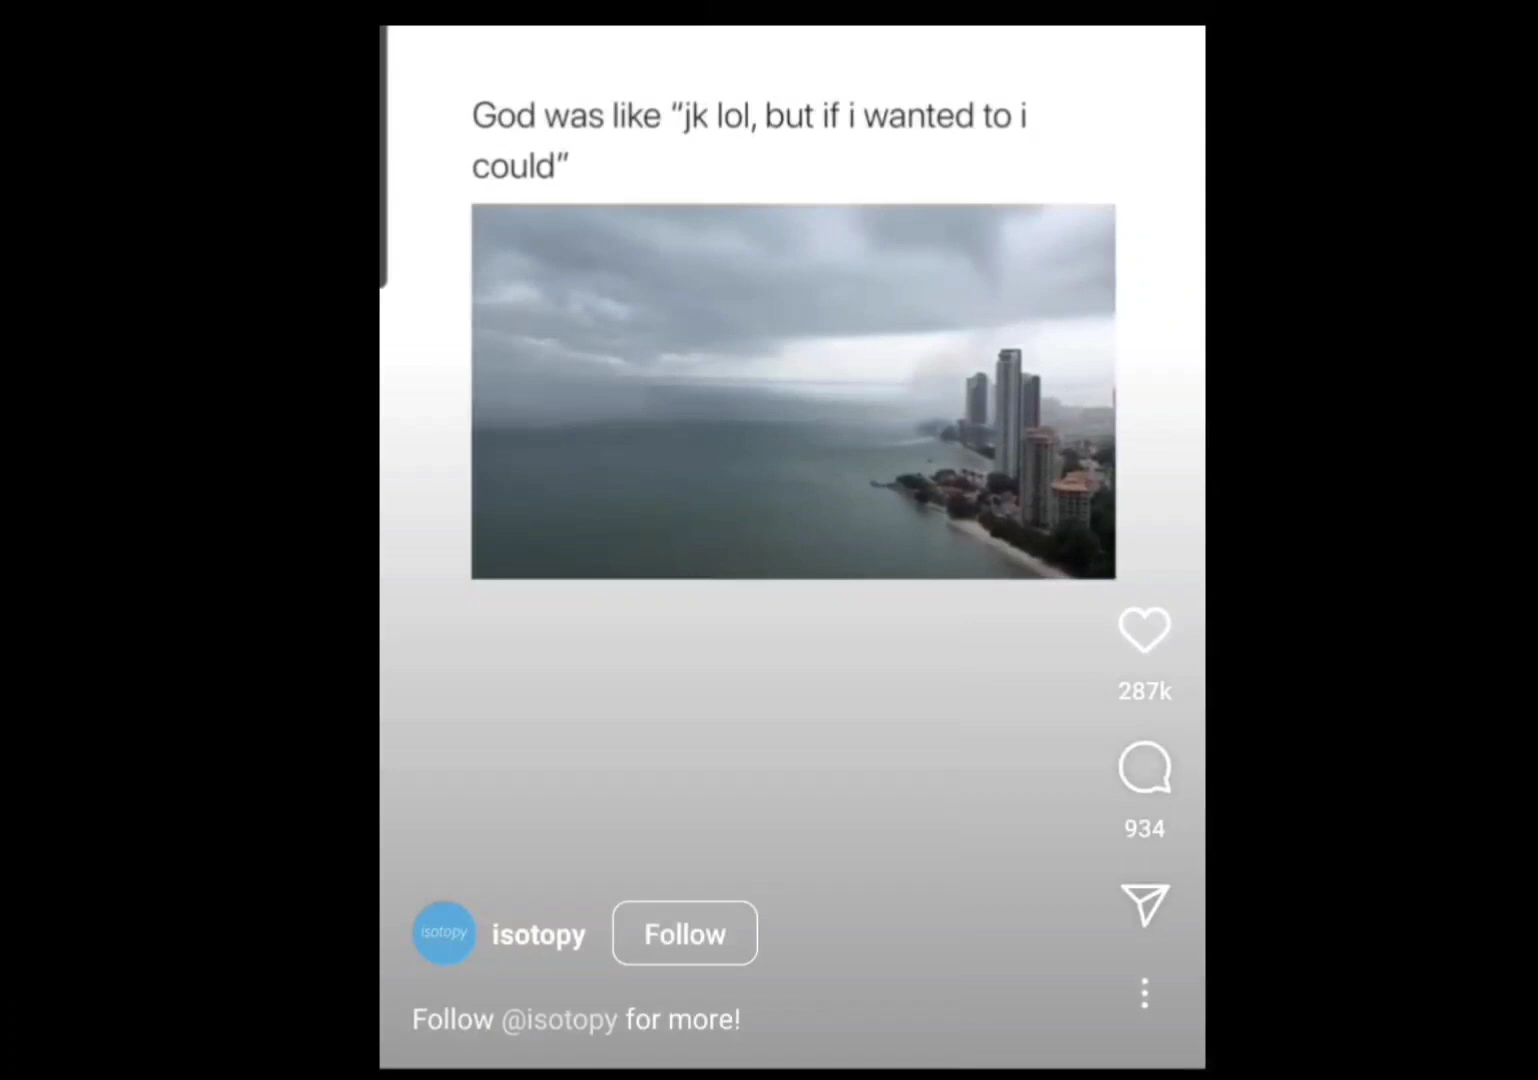 God was like "jk lol, but if i wanted to i
could"
287k
934
isotopy
isotopy
Follow
Follow @isotopy for more!